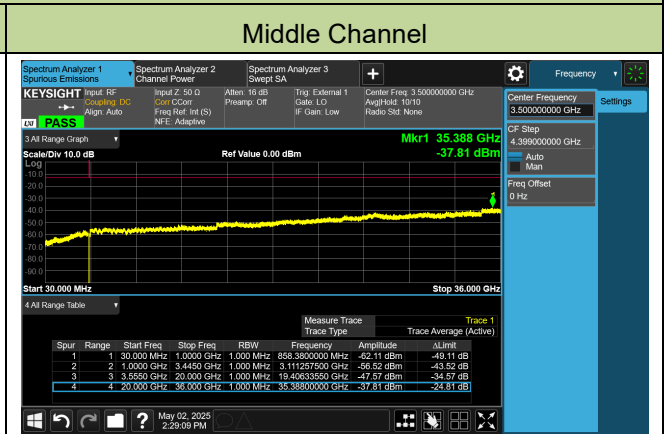 Middle Channel
Spectrum Analyzer 1
Spurious Emissions
Spectrum Analyzer 2
Channel Power
Spectrum Analyzer 3
Swept SA
+
Frequency
KEYSIGHT
Input: RF
Coupling: DC
Align: Auto
Input Z: 50 Ω
Corr CCorr
Freq Ref: Int (S)
NFE: Adaptive
Atten: 16 dB
Preamp: Off
Trig: External 1
Gate: LO
IF Gain: Low
Center Freq: 3.500000000 GHz
Avg|Hold: 10/10
Radio Std: None
LXI PASS
Center Frequency
3.500000000 GHz
Settings
CF Step
4.399000000 GHz
Auto
Man
Freq Offset
0 Hz
3 All Range Graph
Mkr1 35.388 GHz
Scale/Div 10.0 dB
Ref Value 0.00 dBm
-37.81 dBm
Log
-10.0
-20.0
-30.0
-40.0
-50.0
-60.0
-70.0
-80.0
-90.0
1
Start 30.000 MHz
Stop 36.000 GHz
4 All Range Table
Measure Trace Trace 1
Trace Type Trace Average (Active)
Spur Range Start Freq Stop Freq RBW Frequency Amplitude ΔLimit
1 1 30.000 MHz 1.0000 GHz 1.000 MHz 858.3800000 MHz -62.11 dBm -49.11 dB
2 2 1.0000 GHz 3.4450 GHz 1.000 MHz 3.111257500 GHz -56.52 dBm -43.52 dB
3 3 3.5550 GHz 20.000 GHz 1.000 MHz 19.40633550 GHz -47.57 dBm -34.57 dB
4 4 20.000 GHz 36.000 GHz 1.000 MHz 35.38800000 GHz -37.81 dBm -24.81 dB
?
May 02, 2025
2:29:09 PM